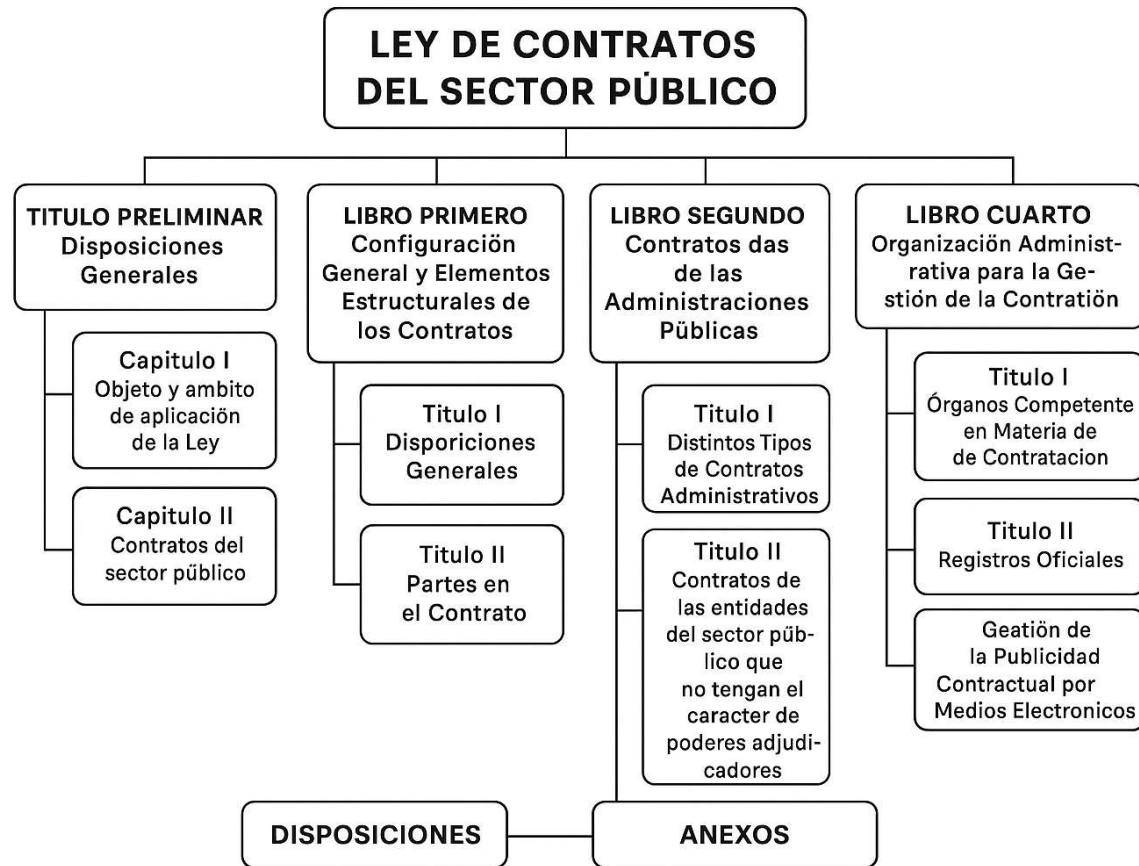 LEY DE CONTRATOS
DEL SECTOR PÚBLICO
TITULO PRELIMINAR
Disposiciones
Generales
Capitulo I
Objeto y ambito
de aplicación
de la Ley
Capitulo II
Contratos del
sector público
LIBRO PRIMERO
Configuración
General y Elementos
Estructurales de
los Contratos
Titulo I
Disporiciones
Generales
Titulo II
Partes en
el Contrato
LIBRO SEGUNDO
Contratos das
de las
Administraciones
Püblicas
Titulo I
Distintos Tipos
de Contratos
Administrativos
Titulo II
Contratos de
las entidades
del sector púb-
lico que
no tengan el
caracter de
poderes adjudi-
cadores
LIBRO CUARTO
Organización Administ-
rativa para la Ge-
stión de la Contratiön
Titulo I
Órganos Competente
en Materia de
de Contratacion
Titulo II
Registros Oficiales
Geatiön de
la Publicidad
Contractual por
Medios Electronicos
DISPOSICIONES
ANEXOS